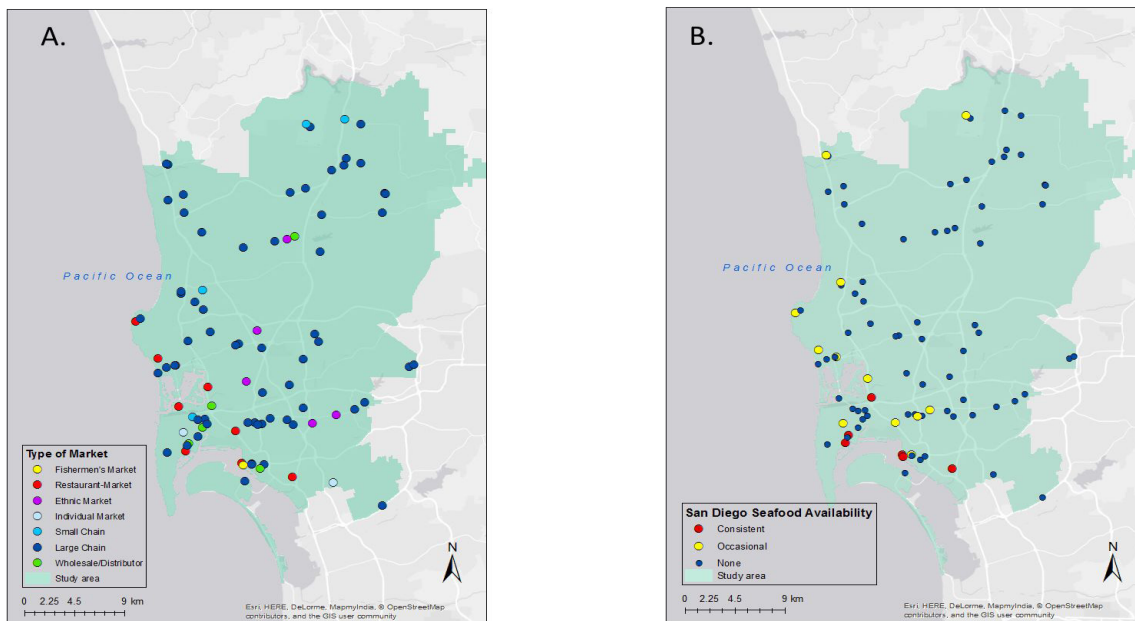 A.
Pacific Ocean
Type of Market
Fishermen's Market
Restaurant-Market
Ethnic Market
Individual Market
Small Chain
Large Chain
Wholesale/Distributor
Study area
0 2.25 4.5 9 km
N
Esri, HERE, DeLorme, MapmyIndia, © OpenStreetMap
contributors, and the GIS user community
B.
Pacific Ocean
San Diego Seafood Availability
Consistent
Occasional
None
Study area
0 2.25 4.5 9 km
N
Esri, HERE, DeLorme, MapmyIndia, © OpenStreetMap
contributors, and the GIS user community